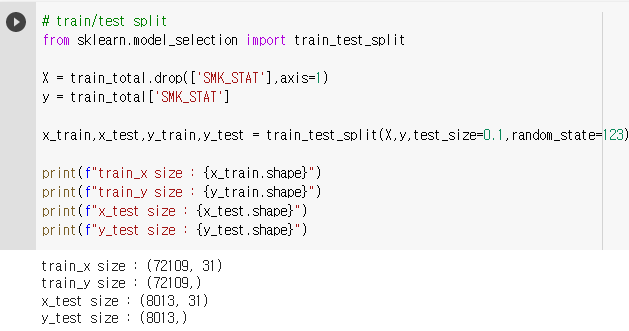 # train/test split
from sklearn.model_selection import train_test_split
X = train_total.drop(['SMK_STAT'],axis=1)
y = train_total['SMK_STAT']
x_train,x_test,y_train,y_test = train_test_split(X,y,test_size=0.1,random_state=123)
print(f"train_x size : {x_train.shape}")
print(f"train_y size : {y_train.shape}")
print(f"x_test size : {x_test.shape}")
print(f"y_test size : {y_test.shape}")
train_x size : (72109, 31)
train_y size : (72109,)
x_test size : (8013, 31)
y_test size : (8013,)